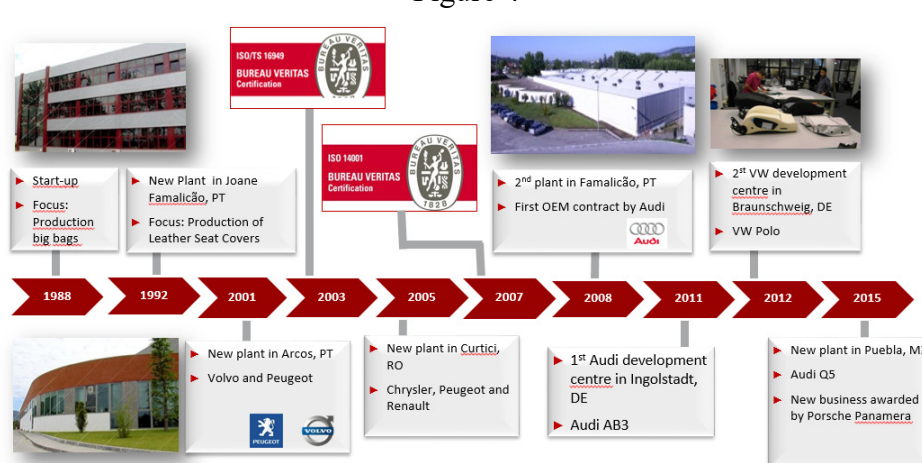 ISO/TS 16949
BUREAU VERITAS
Certification
ISO 14001
BUREAU VERITAS
Certification
BUREAU VERITAS
1828
Start-up
Focus:
Production
big bags
New Plant in Joane
Famalicão, PT
Focus: Production of
Leather Seat Covers
2nd plant in Famalicão, PT
First OEM contract by Audi
Audi
2st VW development
centre in
Braunschweig, DE
VW Polo
1988
1992
2001
2003
2005
2007
2008
2011
2012
2015
New plant in Arcos, PT
Volvo and Peugeot
PEUGEOT
VOLVO
New plant in Curtici,
RO
Chrysler, Peugeot and
Renault
1st Audi development
centre in Ingolstadt,
DE
Audi AB3
New plant in Puebla,
Audi Q5
New business awarded
by Porsche Panamera